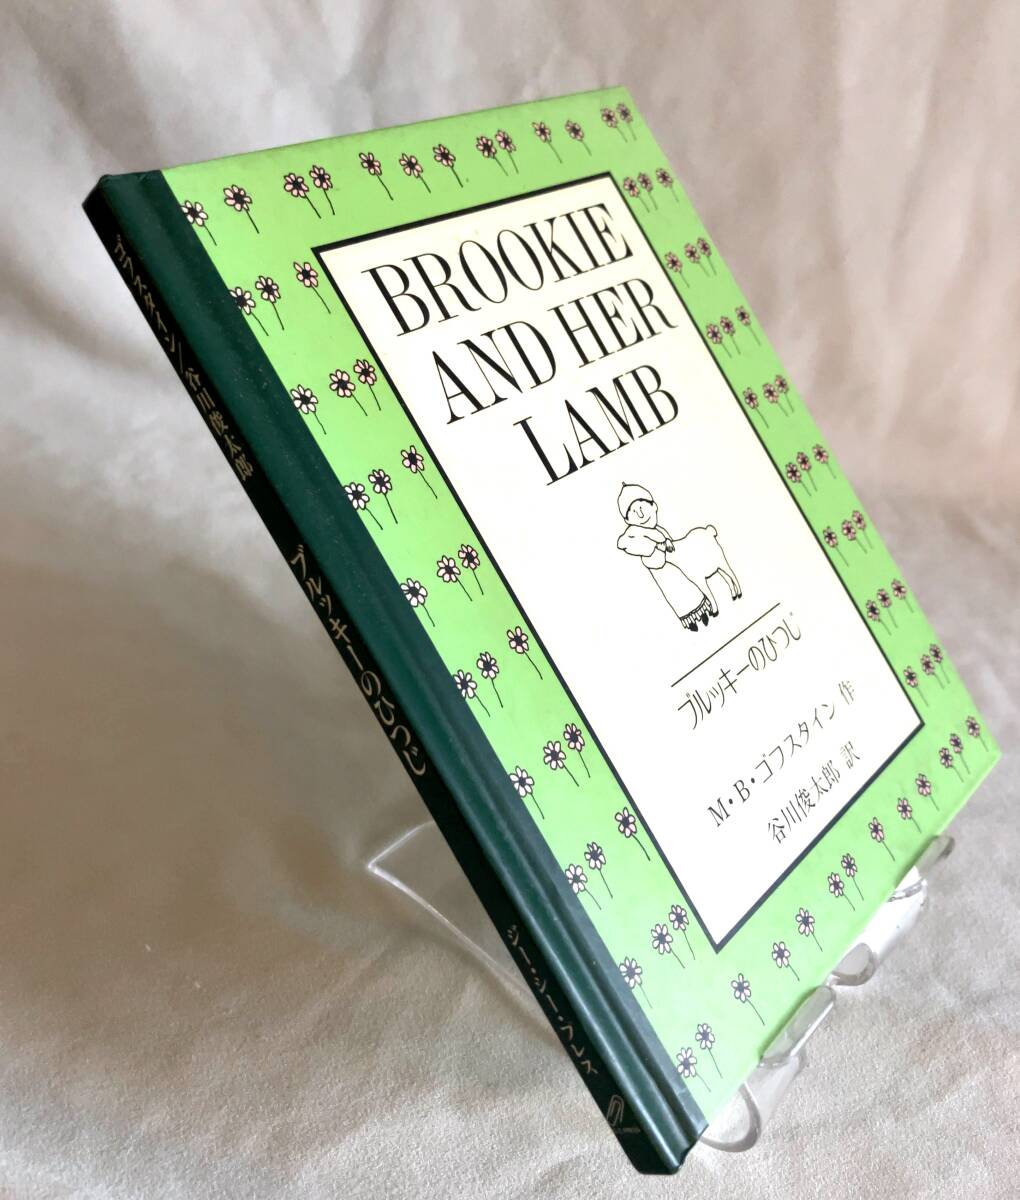 BROOKIE
AND HER
LAMB
ブルッキーのひつじ
M・B・ゴフスタイン 作
谷川俊太郎 訳
ゴフスタイン/谷川俊太郎
ブルッキーのひつじ
ジー・シー・プレス